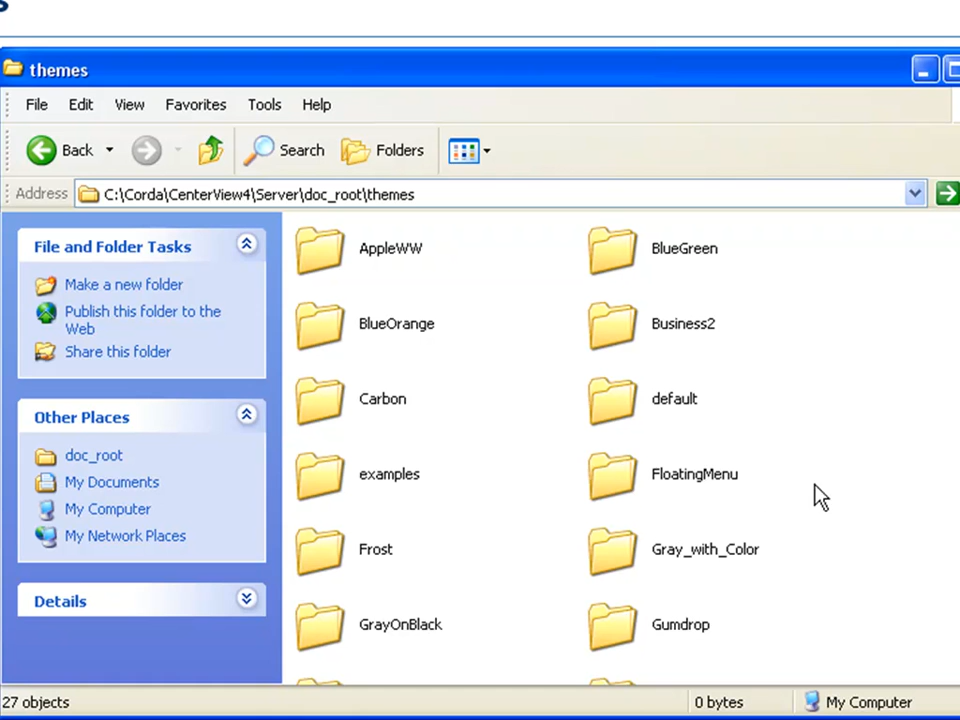 s
themes
File Edit View Favorites Tools Help
Back Search Folders
Address C:\Corda\CenterView4\Server\doc_root\themes
File and Folder Tasks
Make a new folder
Publish this folder to the
Web
Share this folder
Other Places
doc_root
My Documents
My Computer
My Network Places
Details
AppleWW BlueGreen
BlueOrange Business2
Carbon default
examples FloatingMenu
Frost Gray_with_Color
GrayOnBlack Gumdrop
27 objects 0 bytes My Computer